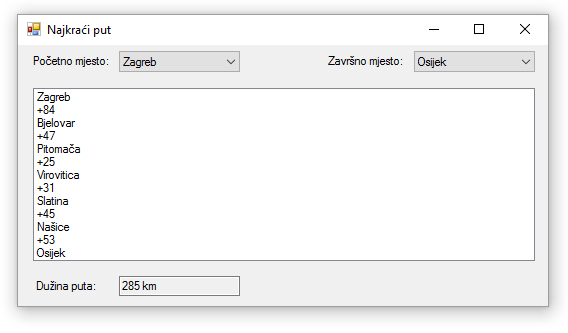 Najkraći put
Početno mjesto: Zagreb Završno mjesto: Osijek
Zagreb
+84
Bjelovar
+47
Pitomača
+25
Virovitica
+31
Slatina
+45
Našice
+53
Osijek
Dužina puta: 285 km